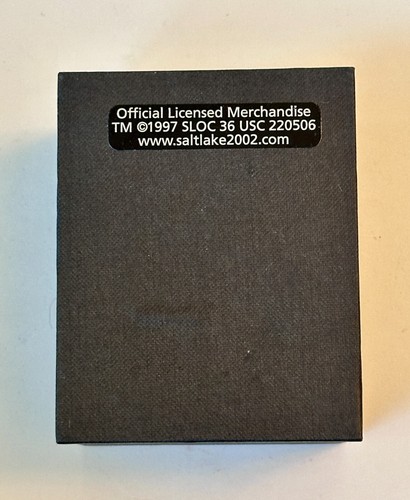 Official Licensed Merchandise
TM ©1997 SLOC 36 USC 220506
www.saltlake2002.com